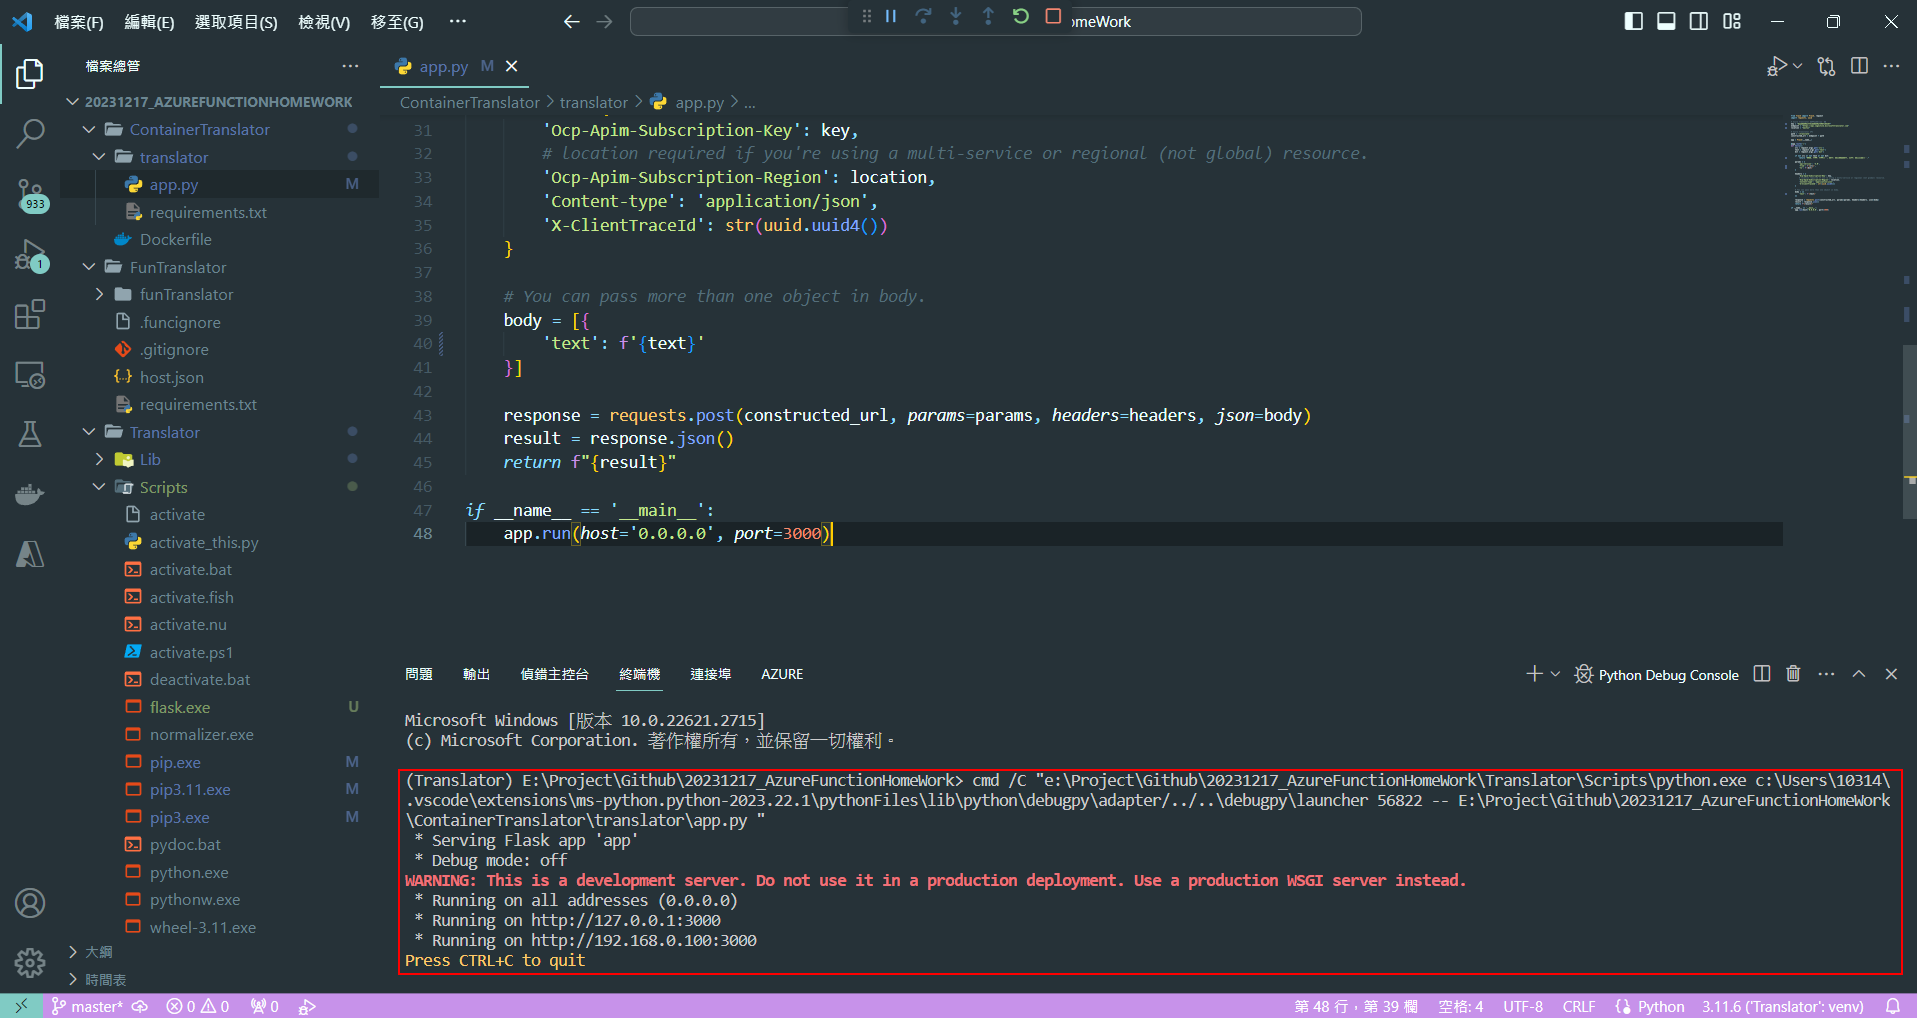 檔案(F) 編輯(E) 選取項目(S) 檢視(V) 移至(G) ··· omeWork
檔案總管 ···
20231217_AZUREFUNCTIONHOMEWORK
ContainerTranslator
translator
app.py M
requirements.txt
Dockerfile
FunTranslator
funTranslator
.funcignore
.gitignore
host.json
requirements.txt
Translator
Lib
Scripts
activate
activate_this.py
activate.bat
activate.fish
activate.nu
activate.ps1
deactivate.bat
flask.exe U
normalizer.exe
pip.exe M
pip3.11.exe M
pip3.exe M
pydoc.bat
python.exe
pythonw.exe
wheel-3.11.exe
大綱
時間表
933
1
app.py M
ContainerTranslator > translator > app.py > ...
31 'Ocp-Apim-Subscription-Key': key,
32 # location required if you're using a multi-service or regional (not global) resource.
33 'Ocp-Apim-Subscription-Region': location,
34 'Content-type': 'application/json',
35 'X-ClientTraceId': str(uuid.uuid4())
36 }
37
38 # You can pass more than one object in body.
39 body = [{
40 'text': f'{text}'
41 }]
42
43 response = requests.post(constructed_url, params=params, headers=headers, json=body)
44 result = response.json()
45 return f"{result}"
46
47 if __name__ == '__main__':
48 app.run(host='0.0.0.0', port=3000)
問題 輸出 偵錯主控台 終端機 連接埠 AZURE Python Debug Console
Microsoft Windows [版本 10.0.22621.2715]
(c) Microsoft Corporation. 著作權所有，並保留一切權利。
(Translator) E:\Project\Github\20231217_AzureFunctionHomeWork> cmd /C "e:\Project\Github\20231217_AzureFunctionHomeWork\Translator\Scripts\python.exe c:\Users\10314\
.vscode\extensions\ms-python.python-2023.22.1\pythonFiles\lib\python\debugpy\adapter/../..\debugpy\launcher 56822 -- E:\Project\Github\20231217_AzureFunctionHomeWork
\ContainerTranslator\translator\app.py "
* Serving Flask app 'app'
* Debug mode: off
WARNING: This is a development server. Do not use it in a production deployment. Use a production WSGI server instead.
* Running on all addresses (0.0.0.0)
* Running on http://127.0.0.1:3000
* Running on http://192.168.0.100:3000
Press CTRL+C to quit
master* 0 0 0 第 48 行，第 39 欄 空格: 4 UTF-8 CRLF Python 3.11.6 ('Translator': venv)